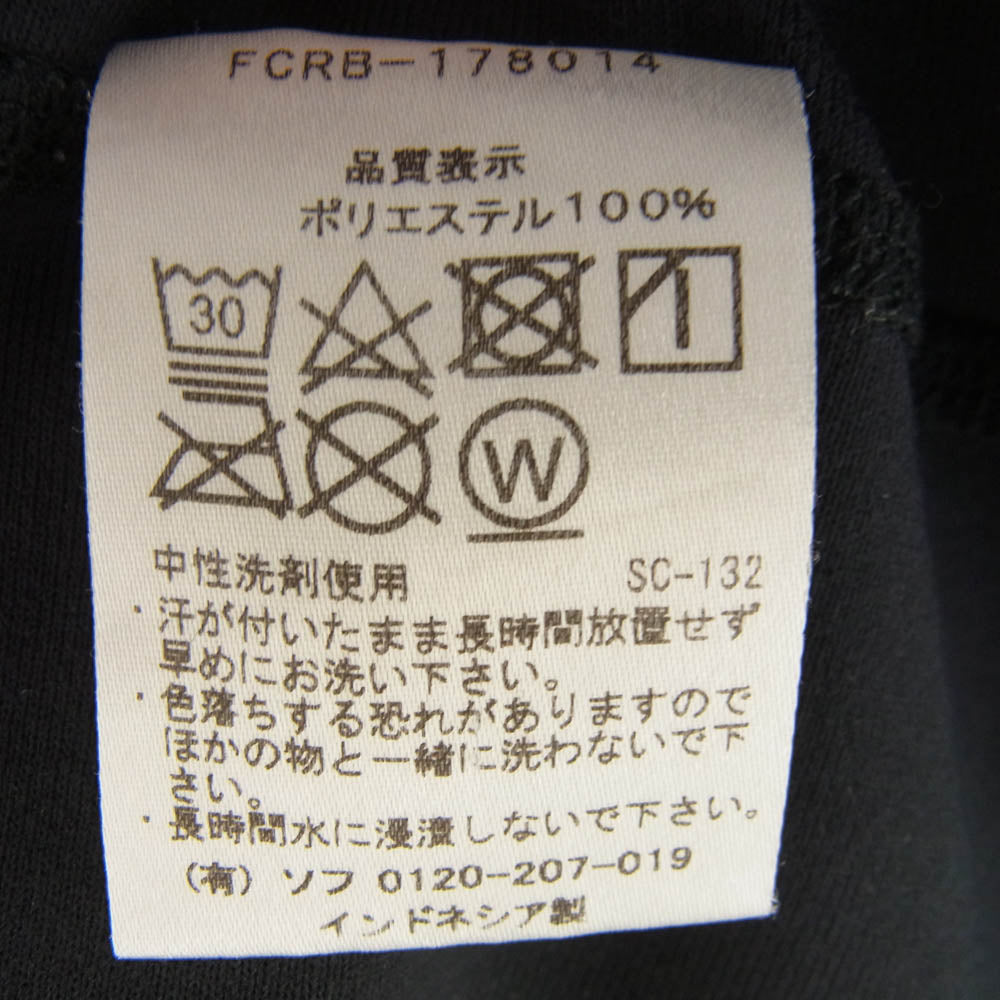 FCRB-178014
品質表示
ポリエステル100%
30
W
中性洗剤使用 SC-132
・汗が付いたまま長時間放置せず
早めにお洗い下さい。
・色落ちする恐れがありますので
ほかの物と一緒に洗わないで下
さい。
・長時間水に浸漬しないで下さい。
(有) ソフ 0120-207-019
インドネシア製